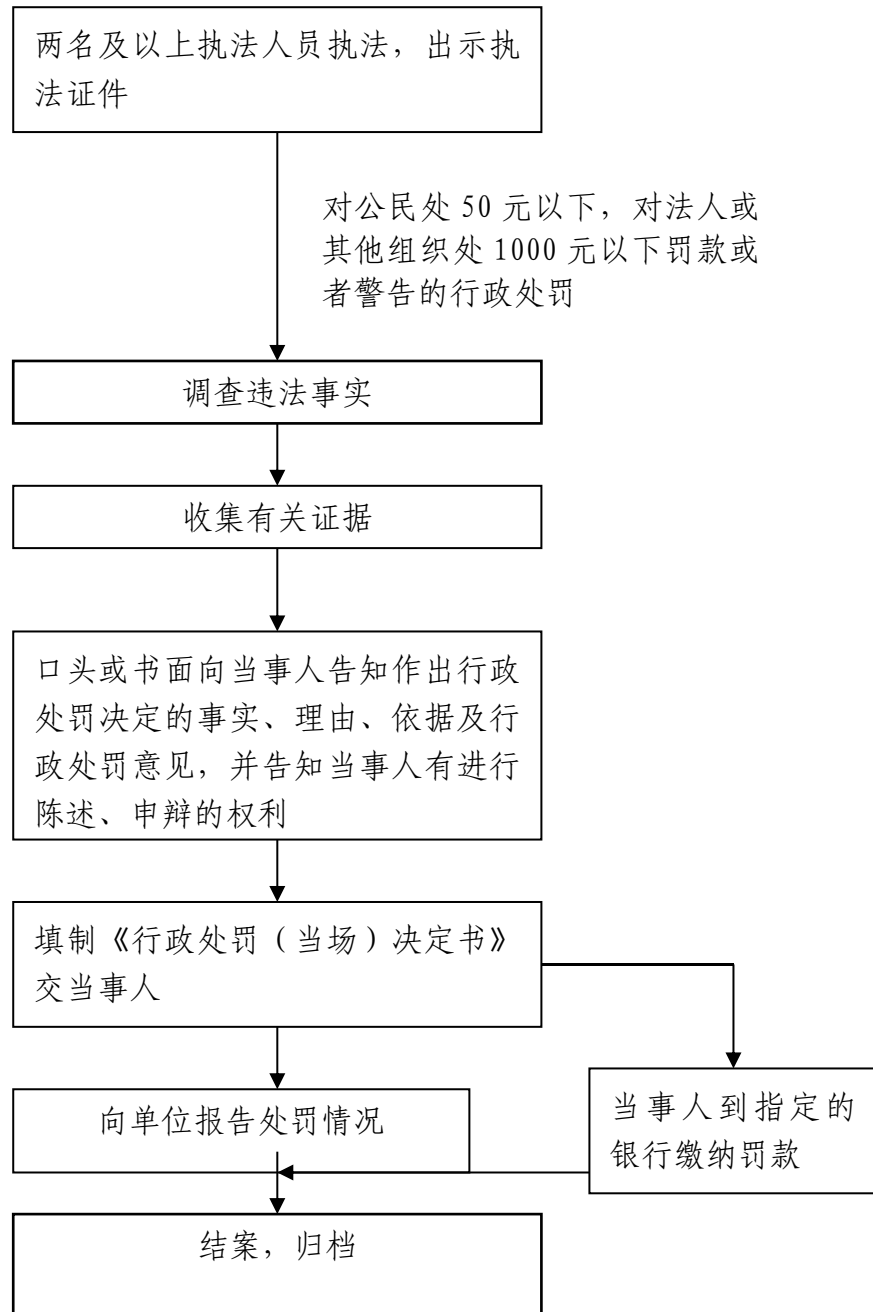 两名及以上执法人员执法，出示执
法证件
对公民处 50 元以下，对法人或
其他组织处 1000 元以下罚款或
者警告的行政处罚
调查违法事实
收集有关证据
口头或书面向当事人告知作出行政
处罚决定的事实、理由、依据及行
政处罚意见，并告知当事人有进行
陈述、申辩的权利
填制《行政处罚（当场）决定书》
交当事人
向单位报告处罚情况
当事人到指定的
银行缴纳罚款
结案，归档